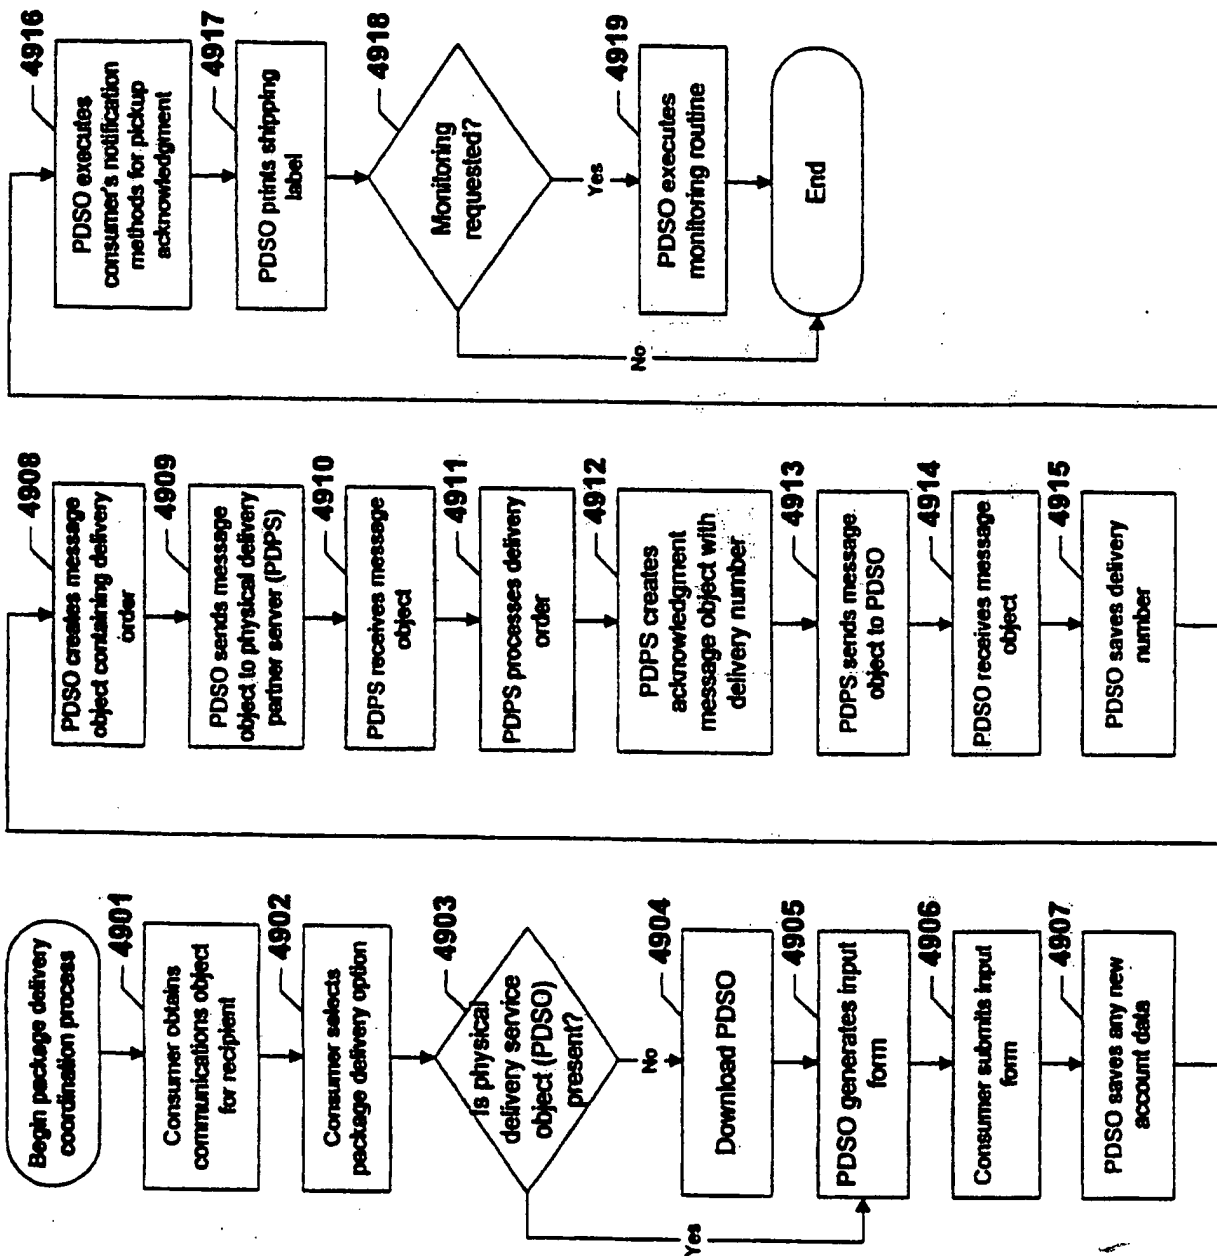 Begin package delivery
coordination process
4901
Consumer obtains
communications object
for recipient
4902
Consumer selects
package delivery option
4903
Is physical
delivery service
object (PDSO)
present?
Yes
No
4904
Download PDSO
4905
PDSO generates input
form
4906
Consumer submits input
form
4907
PDSO saves any new
account data
4908
PDSO creates message
object containing delivery
order
4909
PDSO sends message
object to physical delivery
partner server (PDPS)
4910
PDPS receives message
object
4911
PDPS processes delivery
order
4912
PDPS creates
acknowledgment
message object with
delivery number
4913
PDPS sends message
object to PDSO
4914
PDSO receives message
object
4915
PDSO saves delivery
number
4916
PDSO executes
consumer's notification
methods for pickup
acknowledgment
4917
PDSO prints shipping
label
4918
Monitoring
requested?
No
Yes
4919
PDSO executes
monitoring routine
End